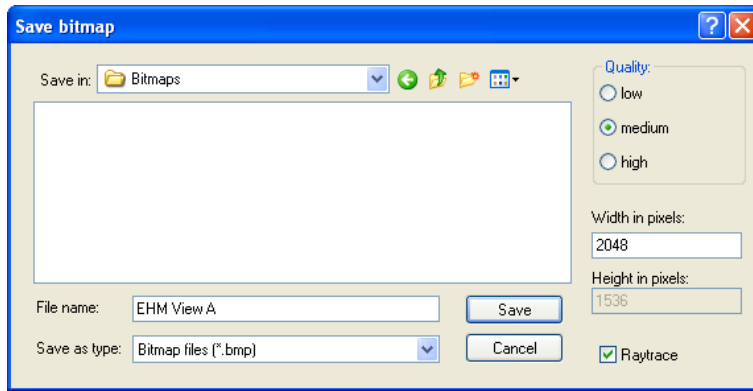 Save bitmap
Save in: Bitmaps
Quality:
low
medium
high
Width in pixels:
2048
Height in pixels:
1536
File name: EHM View A Save
Save as type: Bitmap files (*.bmp) Cancel
Raytrace